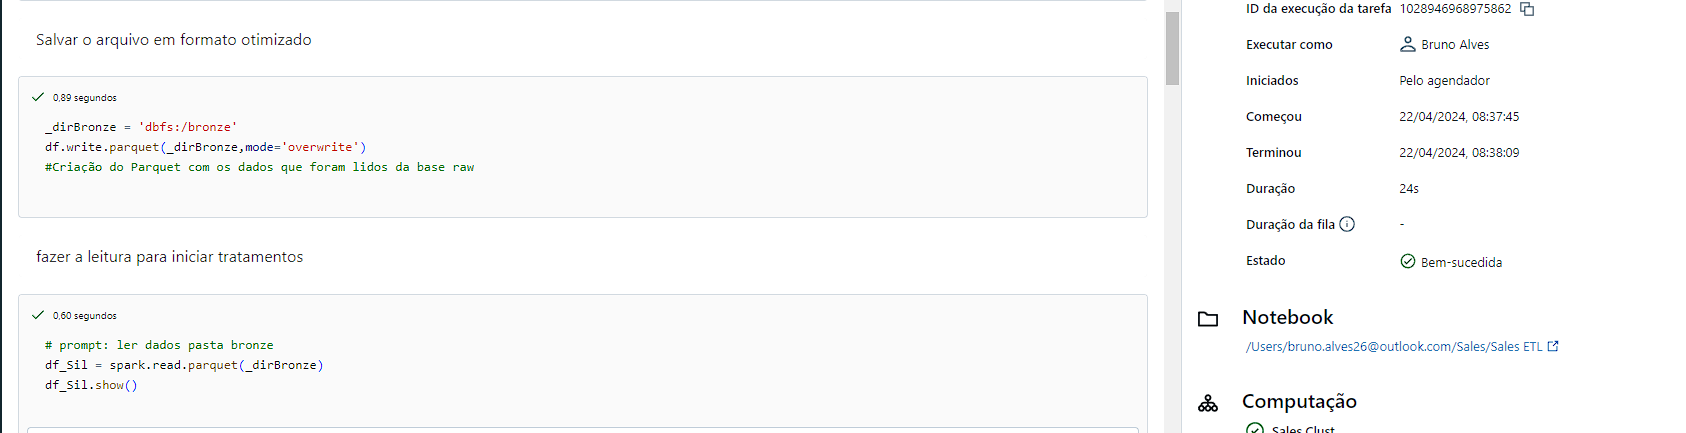 Salvar o arquivo em formato otimizado
0,89 segundos
_dirBronze = 'dbfs:/bronze'
df.write.parquet(_dirBronze,mode='overwrite')
#Criação do Parquet com os dados que foram lidos da base raw
fazer a leitura para iniciar tratamentos
0,60 segundos
# prompt: ler dados pasta bronze
df_Sil = spark.read.parquet(_dirBronze)
df_Sil.show()
ID da execução da tarefa 1028946968975862
Executar como Bruno Alves
Iniciados Pelo agendador
Começou 22/04/2024, 08:37:45
Terminou 22/04/2024, 08:38:09
Duração 24s
Duração da fila -
Estado Bem-sucedida
Notebook
/Users/bruno.alves26@outlook.com/Sales/Sales ETL
Computação
Sales Clust